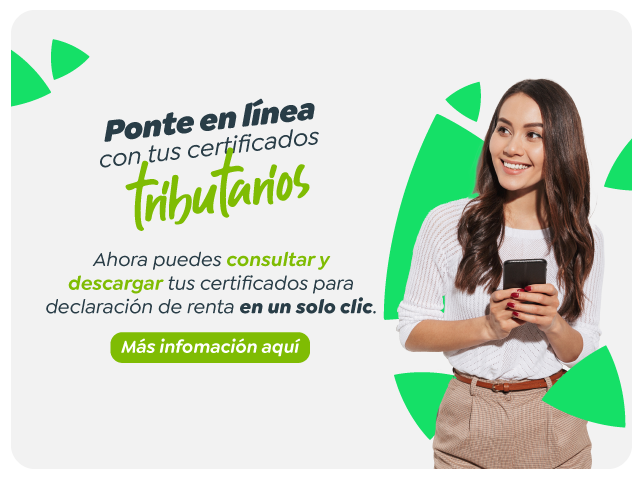 Ponte en línea
con tus certificados
tributarios
Ahora puedes consultar y
descargar tus certificados para
declaración de renta en un solo clic.
Más infomación aquí